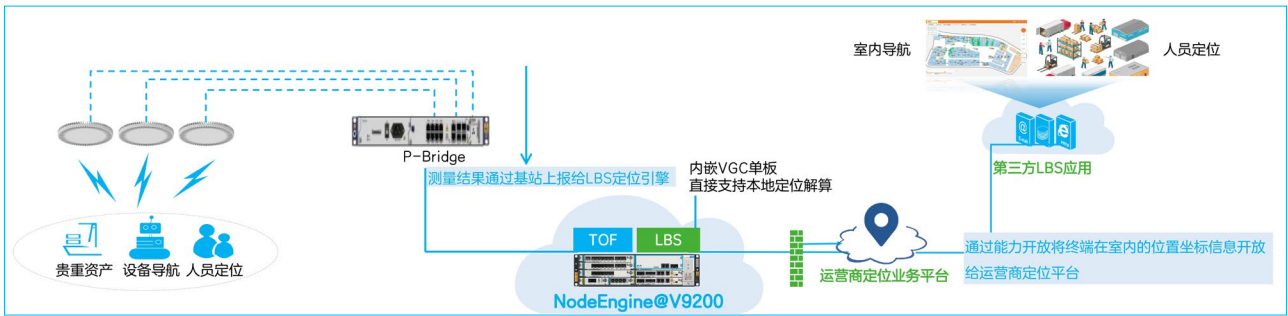 室内导航
人员定位
P-Bridge
测量结果通过基站上报给LBS定位引擎
内嵌VGC单板
直接支持本地定位解算
第三方LBS应用
TOF
LBS
贵重资产 设备导航 人员定位
NodeEngine@V9200
运营商定位业务平台
通过能力开放将终端在室内的位置坐标信息开放
给运营商定位平台